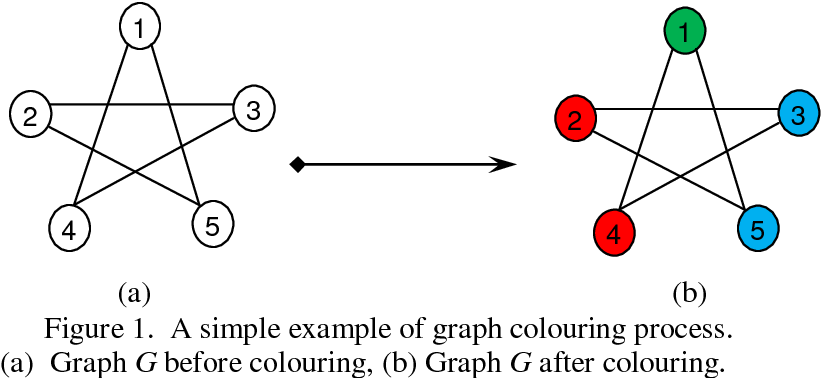 1
2
3
4
5
1
2
3
4
5
(a)
(b)
Figure 1. A simple example of graph colouring process.
(a) Graph G before colouring, (b) Graph G after colouring.